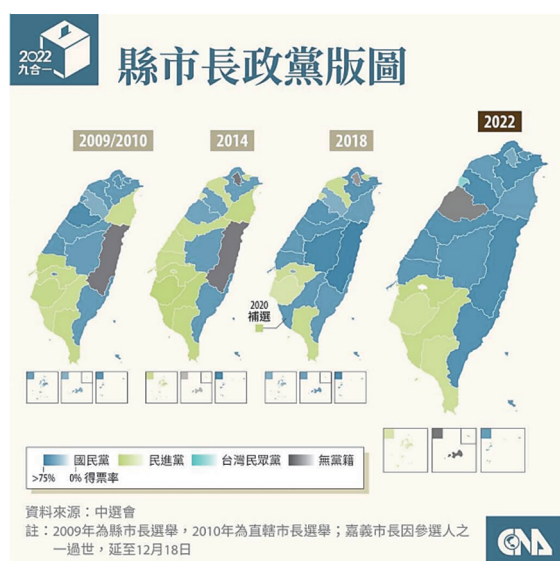 2022
九合一
縣市長政黨版圖
2009/2010
2014
2018
2022
2020
補選
國民黨
民進黨
台灣民眾黨
無黨籍
>75%
0%
得票率
資料來源：中選會
註：2009年為縣市長選舉，2010年為直轄市長選舉；嘉義市長因參選人之
一過世，延至12月18日
CNA